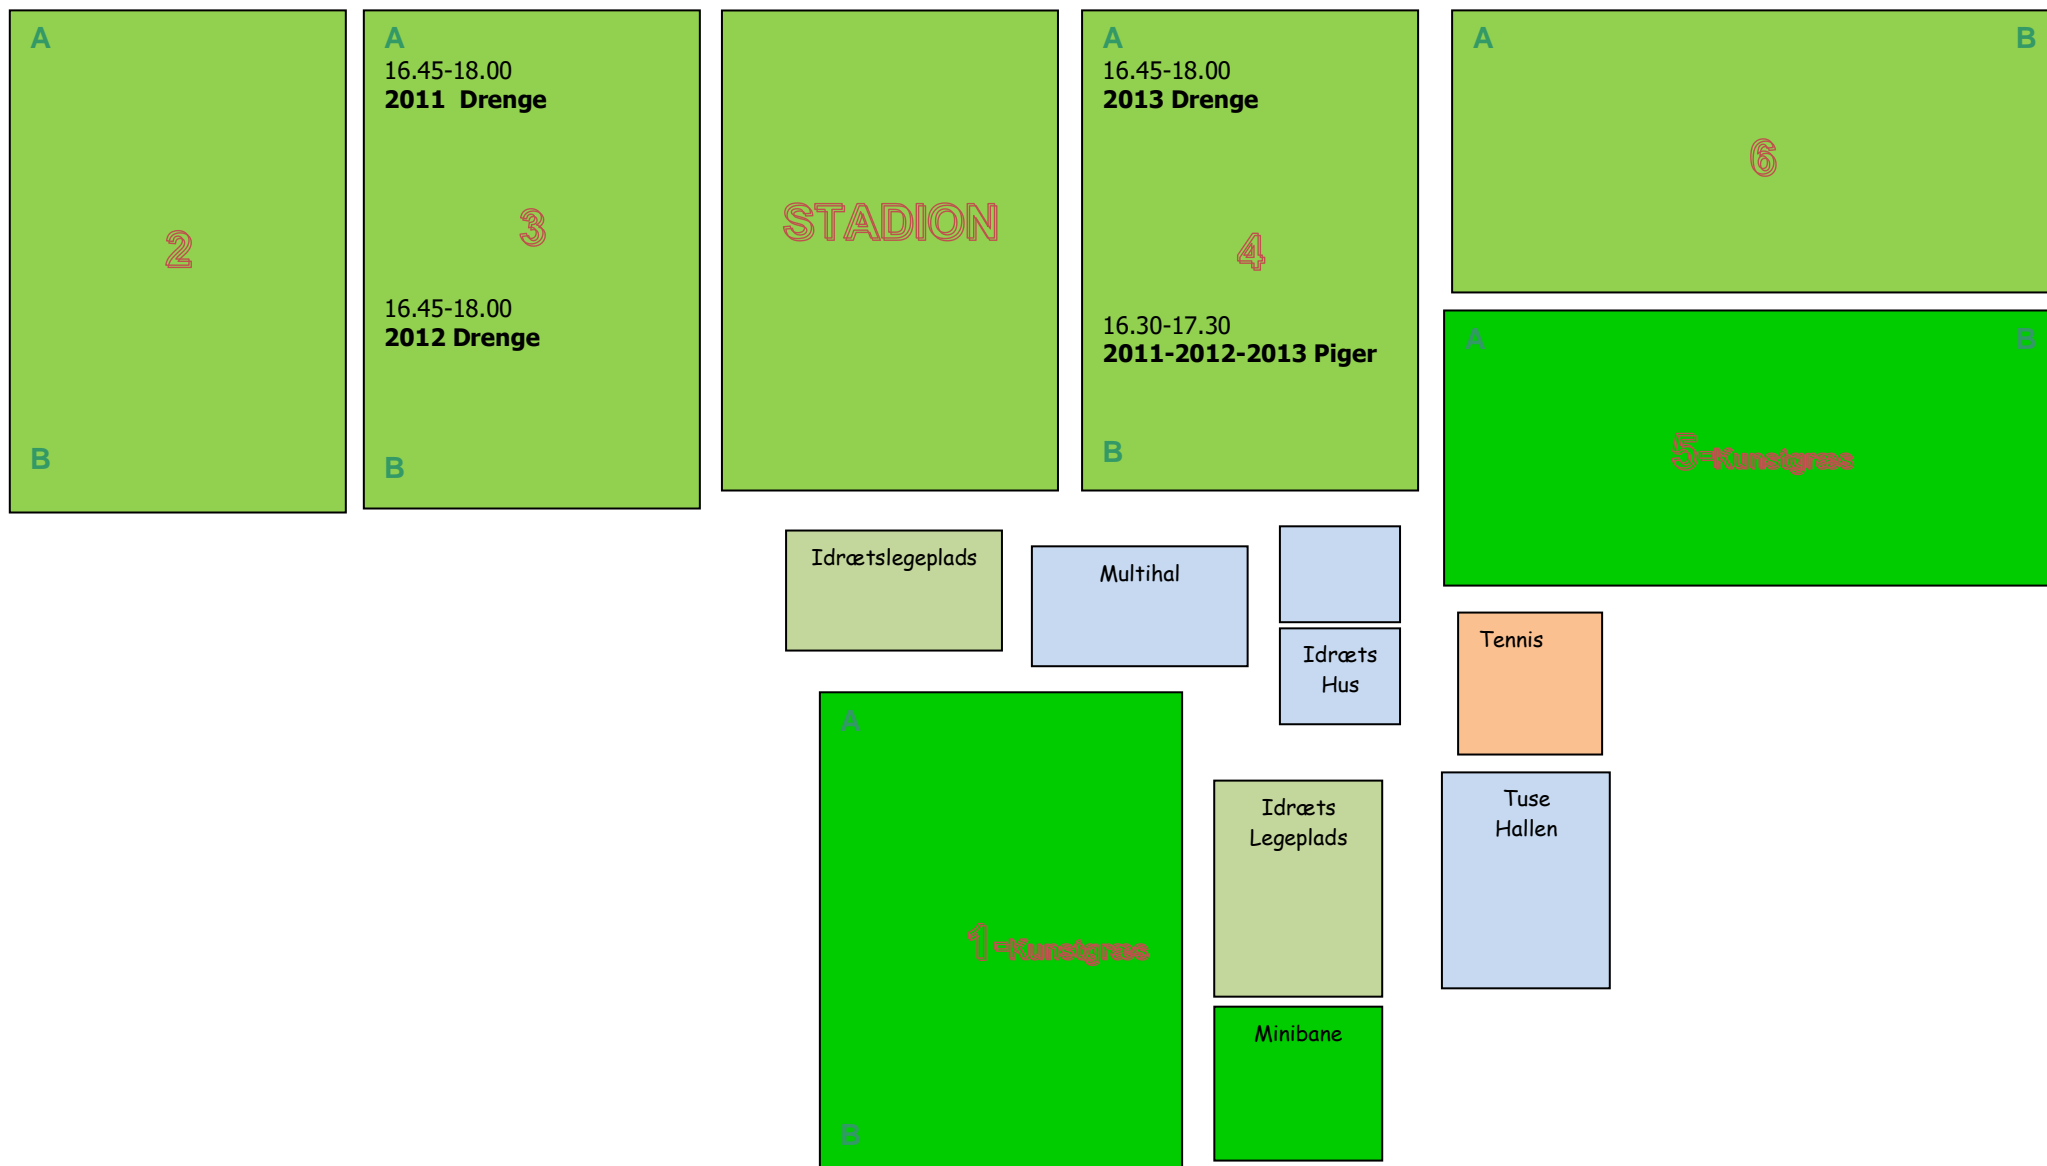 A
2
B
A
16.45-18.00
2011  Drenge
3
16.45-18.00
2012 Drenge
B
STADION
A
16.45-18.00
2013 Drenge
4
16.30-17.30
2011-2012-2013 Piger
B
A B
6
A B
5-Kunstgræs
Idrætslegeplads
Multihal
Idræts
Hus
Tennis
A
1-Kunstgræs
B
Idræts
Legeplads
Tuse
Hallen
Minibane